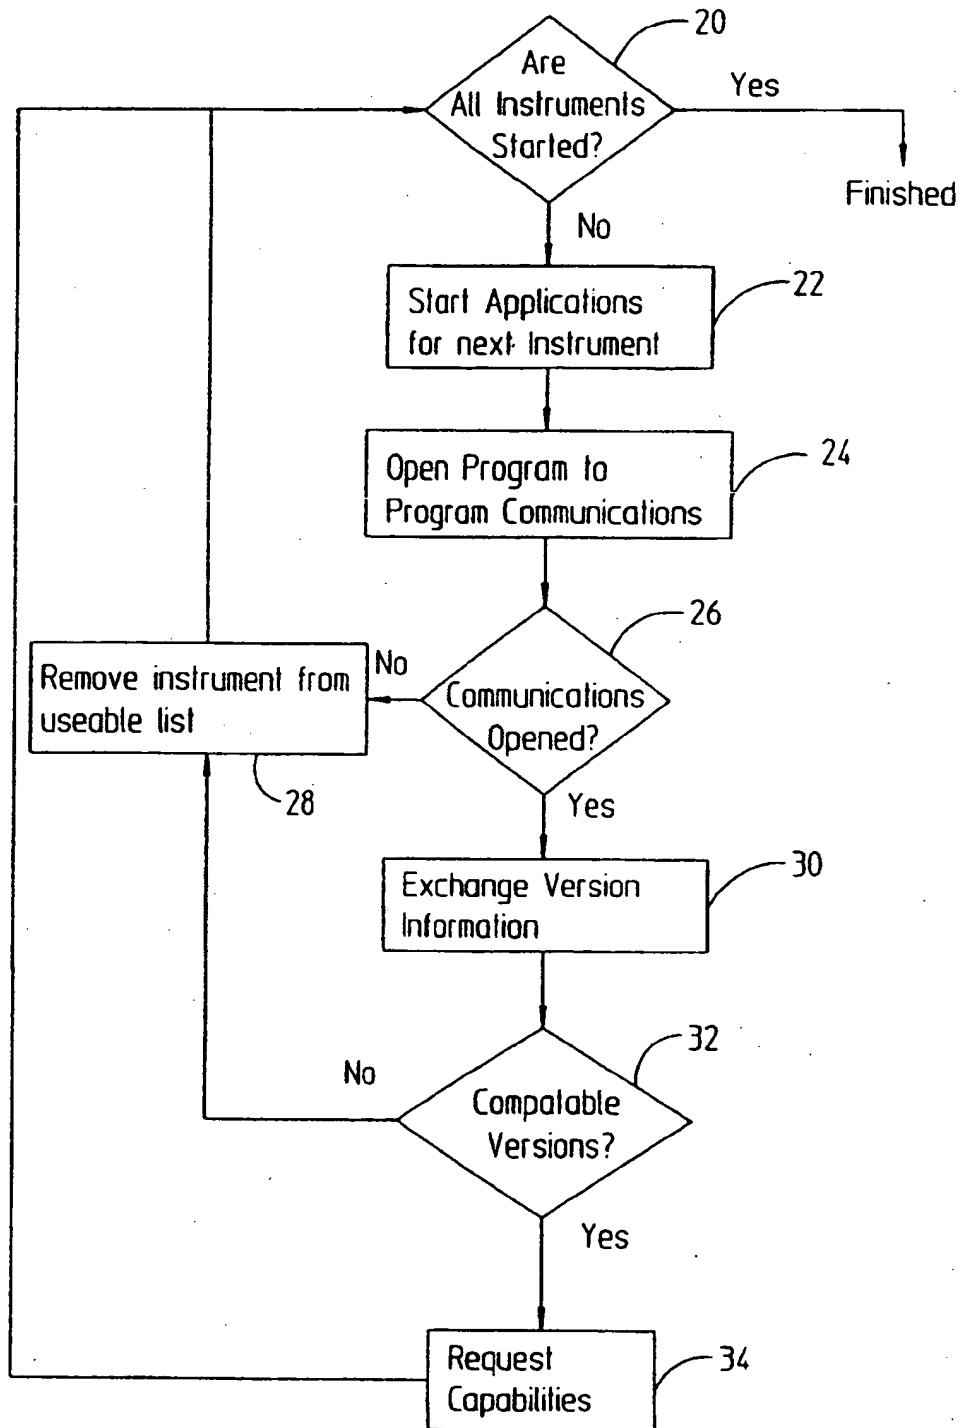 20
Are
All Instruments
Started?
Yes
Finished
No
22
Start Applications
for next Instrument
24
Open Program to
Program Communications
26
No
Communications
Opened?
Remove instrument from
useable list
28
Yes
30
Exchange Version
Information
32
No
Compatable
Versions?
Yes
34
Request
Capabilities